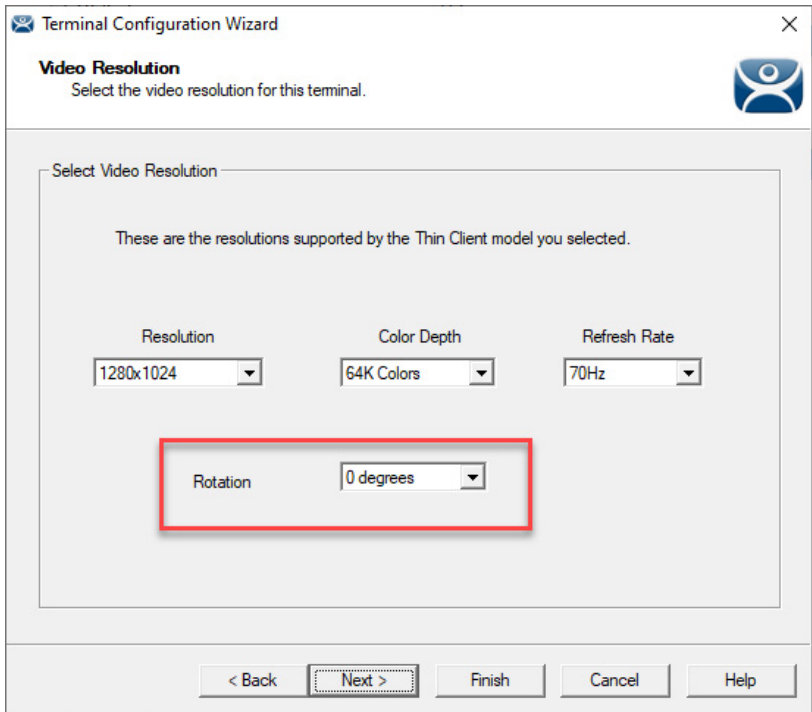 Terminal Configuration Wizard
Video Resolution
Select the video resolution for this terminal.
Select Video Resolution
These are the resolutions supported by the Thin Client model you selected.
Resolution Color Depth Refresh Rate
1280x1024 64K Colors 70Hz
Rotation 0 degrees
< Back Next > Finish Cancel Help